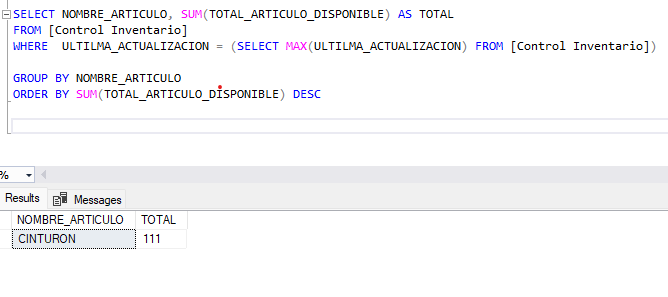 SELECT NOMBRE_ARTICULO, SUM(TOTAL_ARTICULO_DISPONIBLE) AS TOTAL
FROM [Control Inventario]
WHERE  ULTILMA_ACTUALIZACION = (SELECT MAX(ULTILMA_ACTUALIZACION) FROM [Control Inventario])
GROUP BY NOMBRE_ARTICULO
ORDER BY SUM(TOTAL_ARTICULO_DISPONIBLE) DESC
%
Results Messages
NOMBRE_ARTICULO TOTAL
CINTURON 111